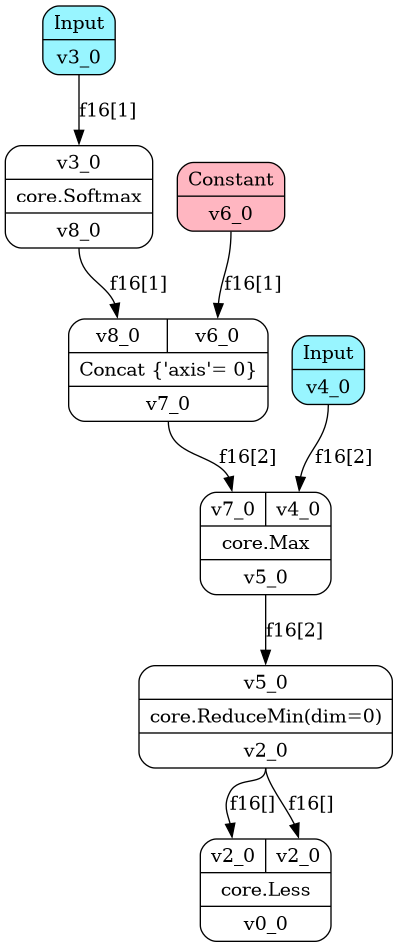 Input
v3_0
f16[1]
v3_0
core.Softmax
v8_0
Constant
v6_0
f16[1]
f16[1]
v8_0 v6_0
Concat {'axis'= 0}
v7_0
Input
v4_0
f16[2]
f16[2]
v7_0 v4_0
core.Max
v5_0
f16[2]
v5_0
core.ReduceMin(dim=0)
v2_0
f16[] f16[]
v2_0 v2_0
core.Less
v0_0